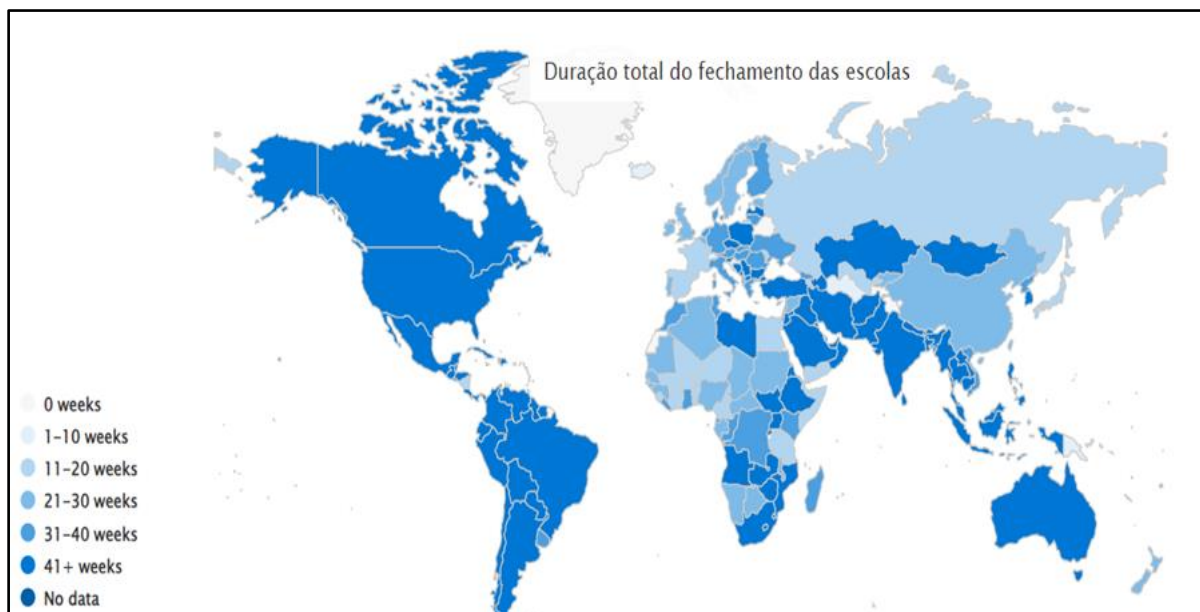 Duração total do fechamento das escolas
0 weeks
1–10 weeks
11–20 weeks
21–30 weeks
31–40 weeks
41+ weeks
No data